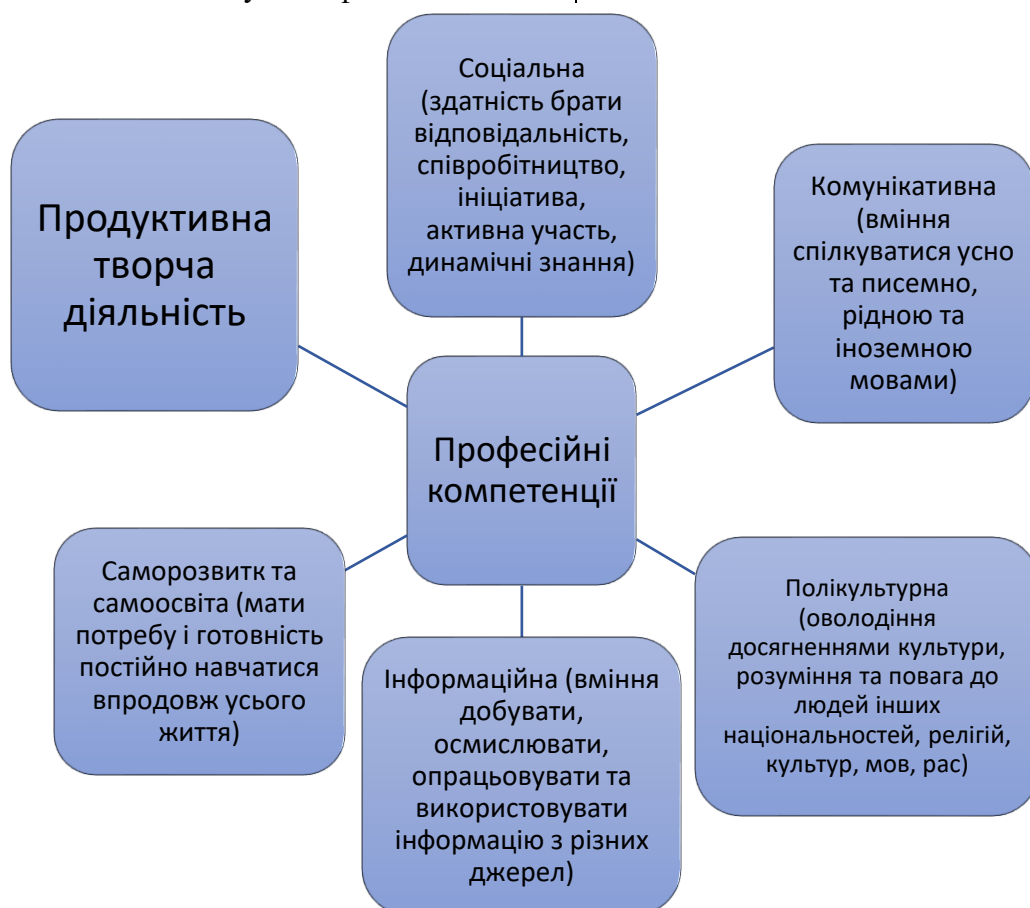 Соціальна
(здатність брати
відповідальність,
співробітництво,
ініціатива,
активна участь,
динамічні знання)
Продуктивна
творча
діяльність
Комунікативна
(вміння
спілкуватися усно
та писемно,
рідною та
іноземною
мовами)
Професійні
компетенції
Саморозвитк та
самоосвіта (мати
потребу і готовність
постійно навчатися
впродовж усього
життя)
Інформаційна (вміння
добувати,
осмислювати,
опрацьовувати та
використовувати
інформацію з різних
джерел)
Полікультурна
(оволодіння
досягненнями культури,
розуміння та повага до
людей інших
національностей, релігій,
культур, мов, рас)